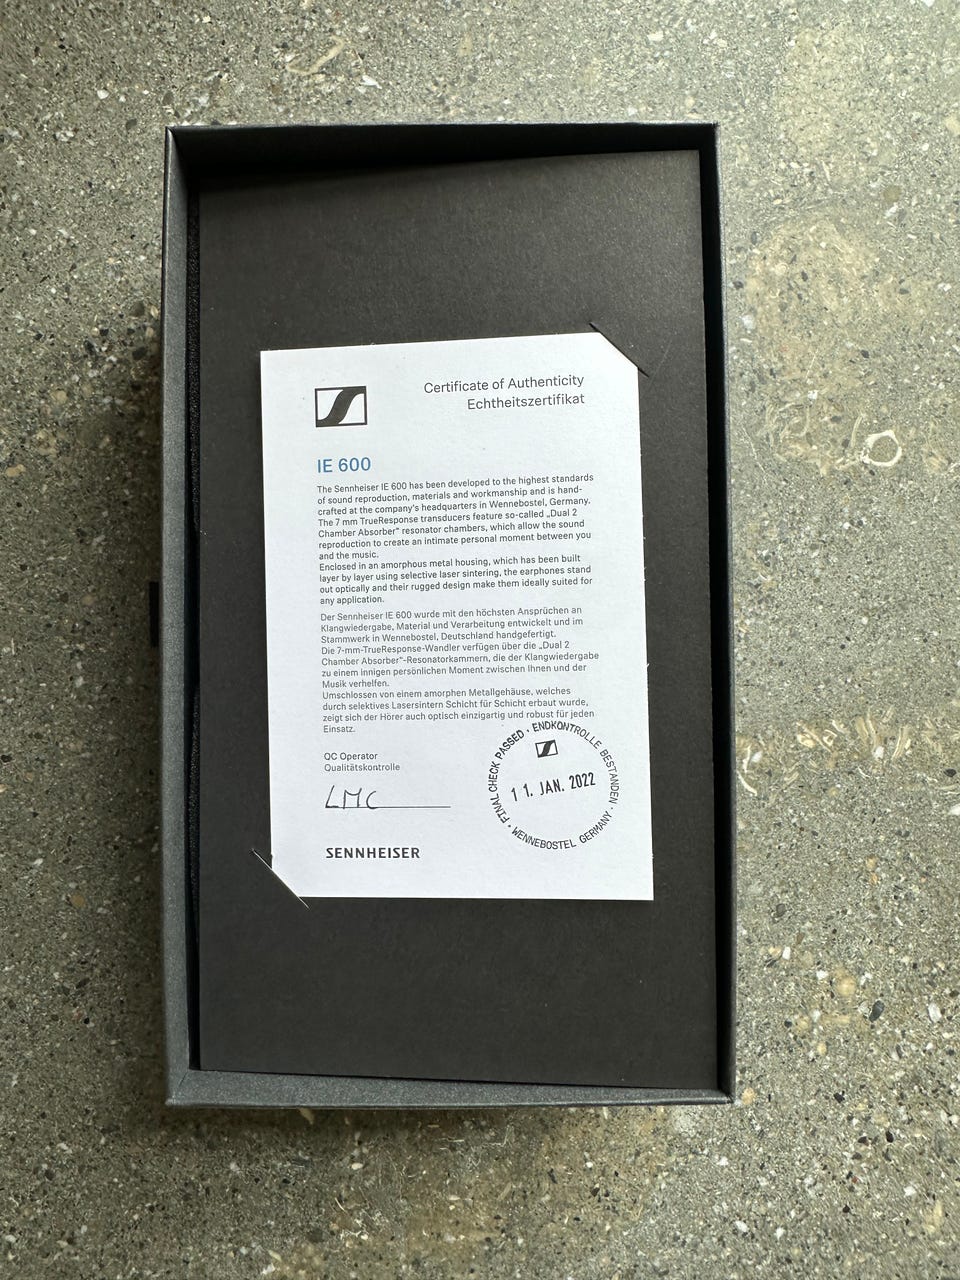 Certificate of Authenticity
Echtheitszertifikat
IE 600
The Sennheiser IE 600 has been developed to the highest standards
of sound reproduction, materials and workmanship and is hand-
crafted at the company's headquarters in Wennebostel, Germany.
The 7 mm TrueResponse transducers feature so-called „Dual 2
Chamber Absorber“ resonator chambers, which allow the sound
reproduction to create an intimate personal moment between you
and the music.
Enclosed in an amorphous metal housing, which has been built
layer by layer using selective laser sintering, the earphones stand
out optically and their rugged design make them ideally suited for
any application.
Der Sennheiser IE 600 wurde mit den höchsten Ansprüchen an
Klangwiedergabe, Material und Verarbeitung entwickelt und im
Stammwerk in Wennebostel, Deutschland handgefertigt.
Die 7-mm-TrueResponse-Wandler verfügen über die „Dual 2
Chamber Absorber“-Resonatorkammern, die der Klangwiedergabe
zu einem innigen persönlichen Moment zwischen Ihnen und der
Musik verhelfen.
Umschlossen von einem amorphen Metallgehäuse, welches
durch selektives Lasersintern Schicht für Schicht erbaut wurde,
zeigt sich der Hörer auch optisch einzigartig und robust für jeden
Einsatz.
QC Operator
Qualitätskontrolle
LMC
SENNHEISER
FINAL CHECK PASSED · ENDKONTROLLE BESTANDEN ·
11. JAN. 2022
WENNEBOSTEL GERMANY ·